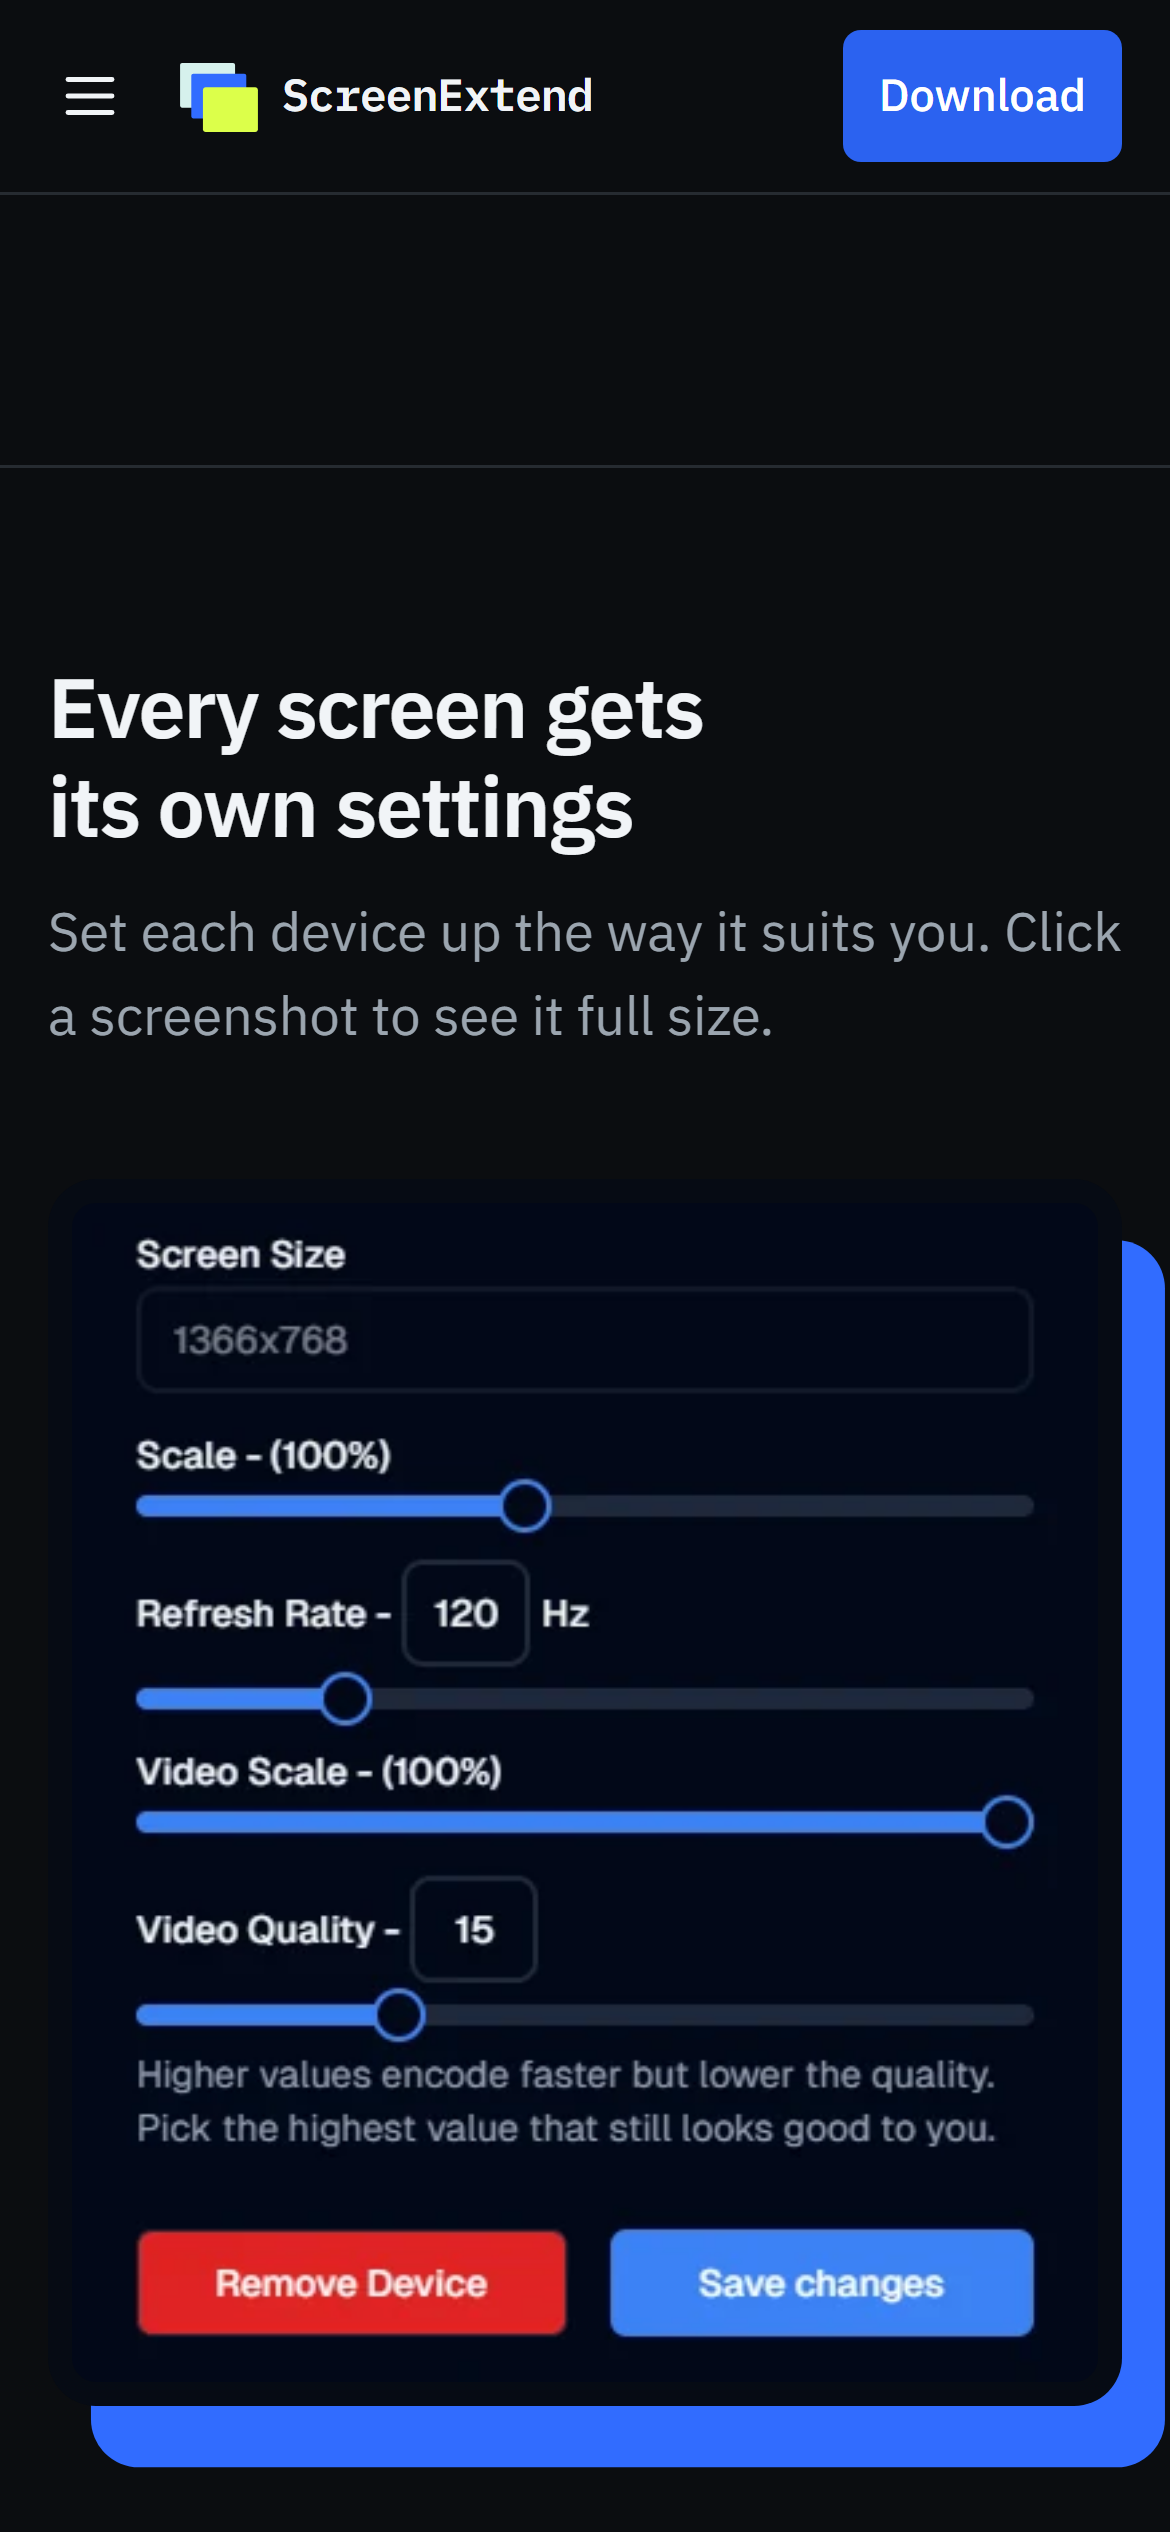 ScreenExtend
Download
Every screen gets
its own settings
Set each device up the way it suits you. Click
a screenshot to see it full size.
Screen Size
1366x768
Scale - (100%)
Refresh Rate - 120 Hz
Video Scale - (100%)
Video Quality - 15
Higher values encode faster but lower the quality.
Pick the highest value that still looks good to you.
Remove Device
Save changes